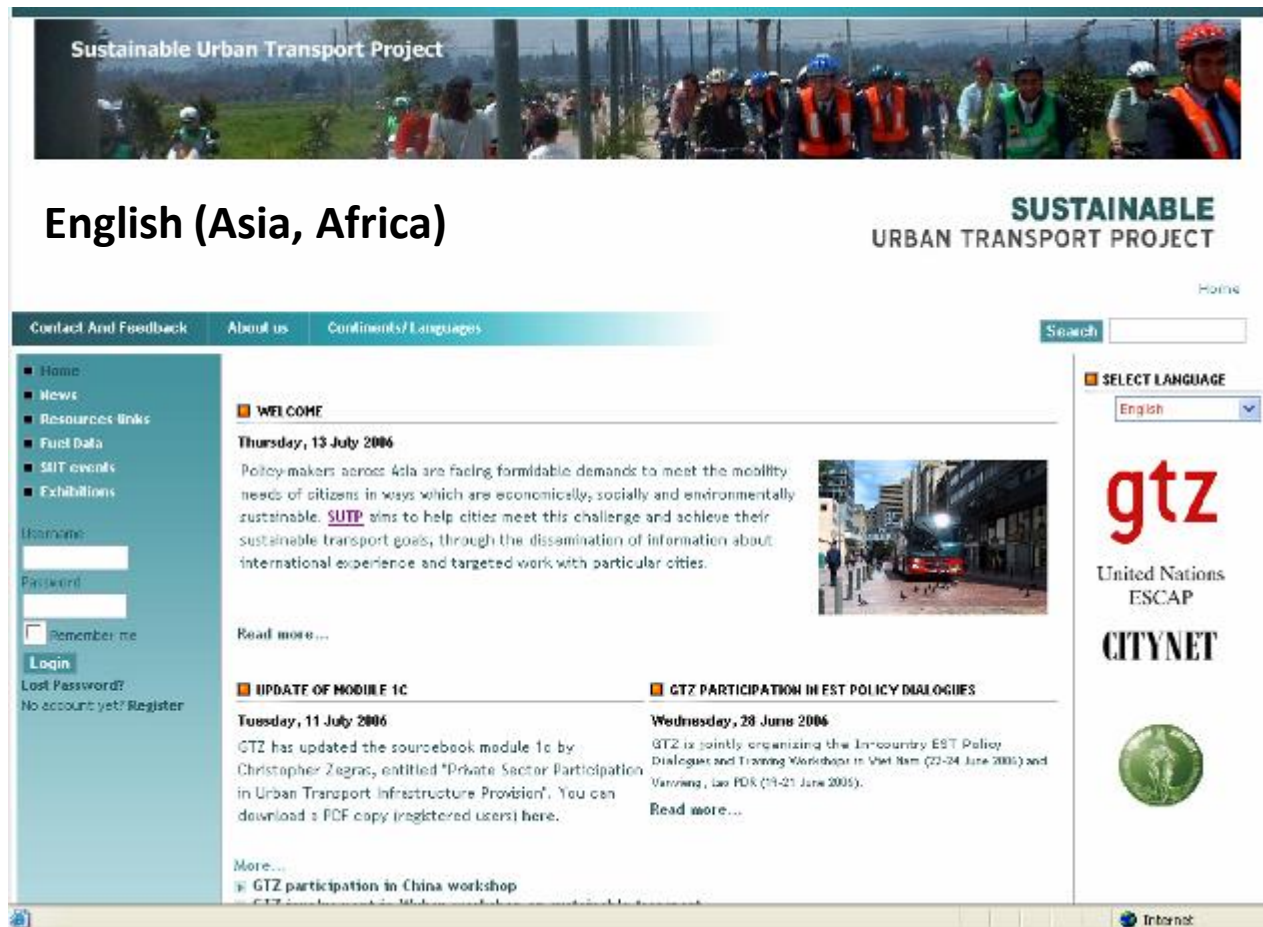 Sustainable Urban Transport Project
English (Asia, Africa)
SUSTAINABLE
URBAN TRANSPORT PROJECT
Home
Contact And Feedback
About us
Continents/Languages
Search
Home
News
Resources-links
Fuel Data
SUT events
Exhibitions
Username
Password
Remember me
Login
Lost Password?
No account yet? Register
WELCOME
Thursday, 13 July 2006
Policy-makers across Asia are facing formidable demands to meet the mobility
needs of citizens in ways which are economically, socially and environmentally
sustainable. SUTP aims to help cities meet this challenge and achieve their
sustainable transport goals, through the dissemination of information about
international experience and targeted work with particular cities.
Read more...
UPDATE OF MODULE 1C
Tuesday, 11 July 2006
GTZ has updated the sourcebook module 1c by
Christopher Zegras, entitled "Private Sector Participation
in Urban Transport Infrastructure Provision". You can
download a PDF copy (registered users) here.
GTZ PARTICIPATION IN EST POLICY DIALOGUES
Wednesday, 28 June 2006
GTZ is jointly organizing the In-country EST Policy
Dialogues and Training Workshops in Viet Nam (22-24 June 2006) and
Vanvieng, Lao PDR (19-21 June 2006).
Read more...
More...
GTZ participation in China workshop
SELECT LANGUAGE
English
gtz
United Nations
ESCAP
CITYNET
Internet